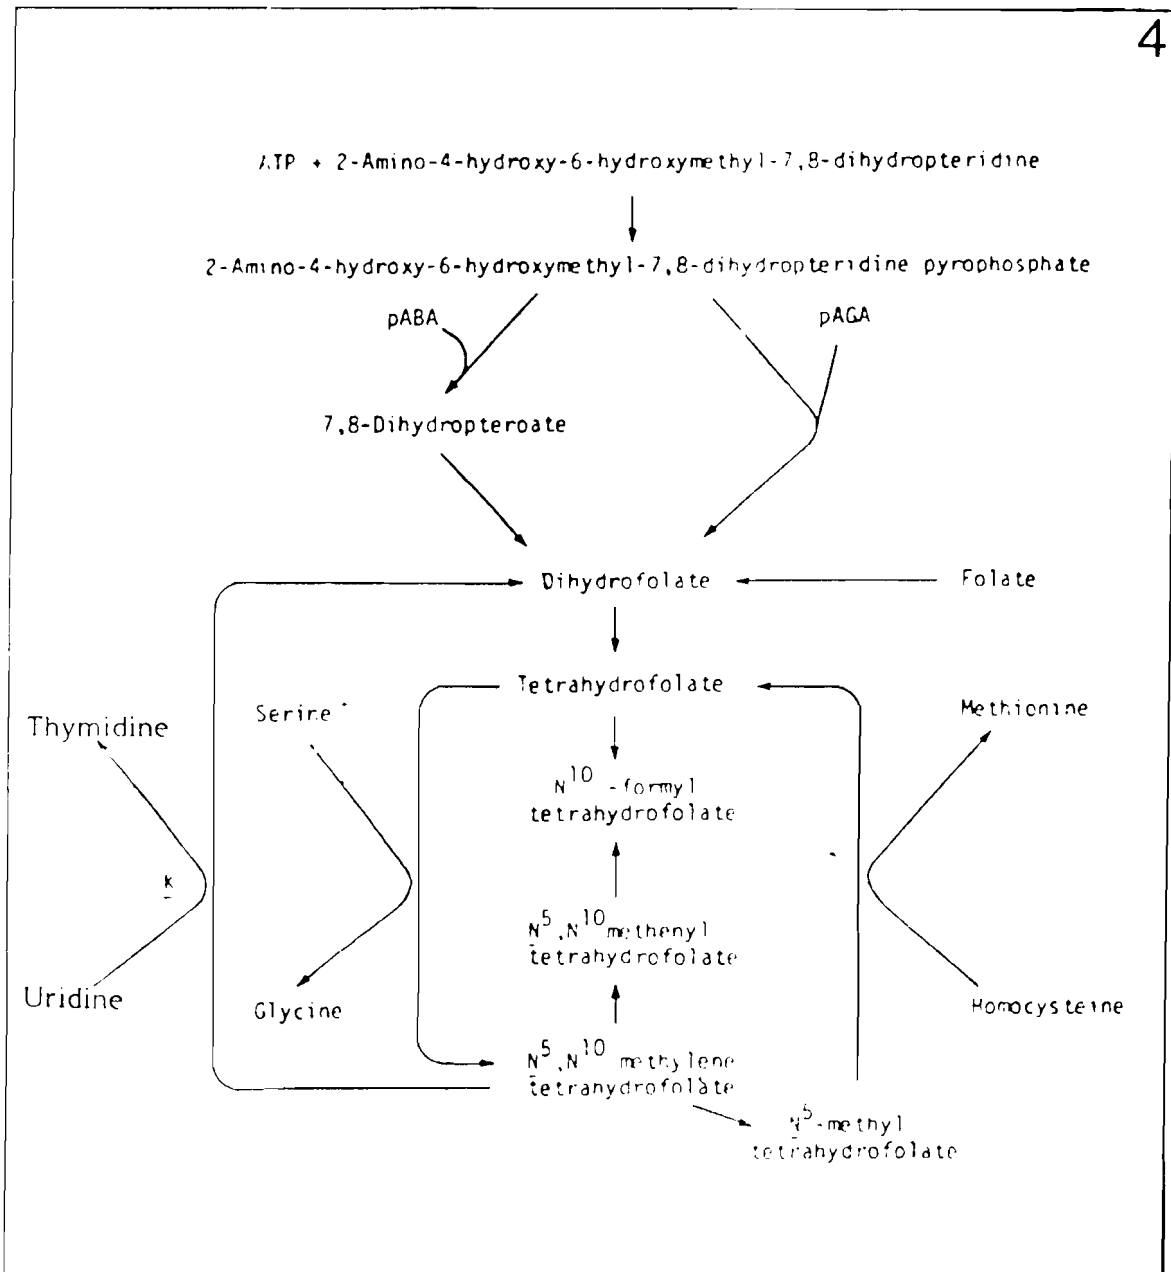 4
ATP + 2-Amino-4-hydroxy-6-hydroxymethyl-7,8-dihydropteridine
2-Amino-4-hydroxy-6-hydroxymethyl-7,8-dihydropteridine pyrophosphate
pABA
pAGA
7,8-Dihydropteroate
Dihydrofolate
Folate
Tetrahydrofolate
Serine
Methionine
Thymidine
N10 -formyl
tetrahydrofolate
k
N5,N10 methenyl
tetrahydrofolate
Uridine
Glycine
Homocysteine
N5,N10 methylene
tetrahydrofolate
N5-methyl
tetrahydrofolate